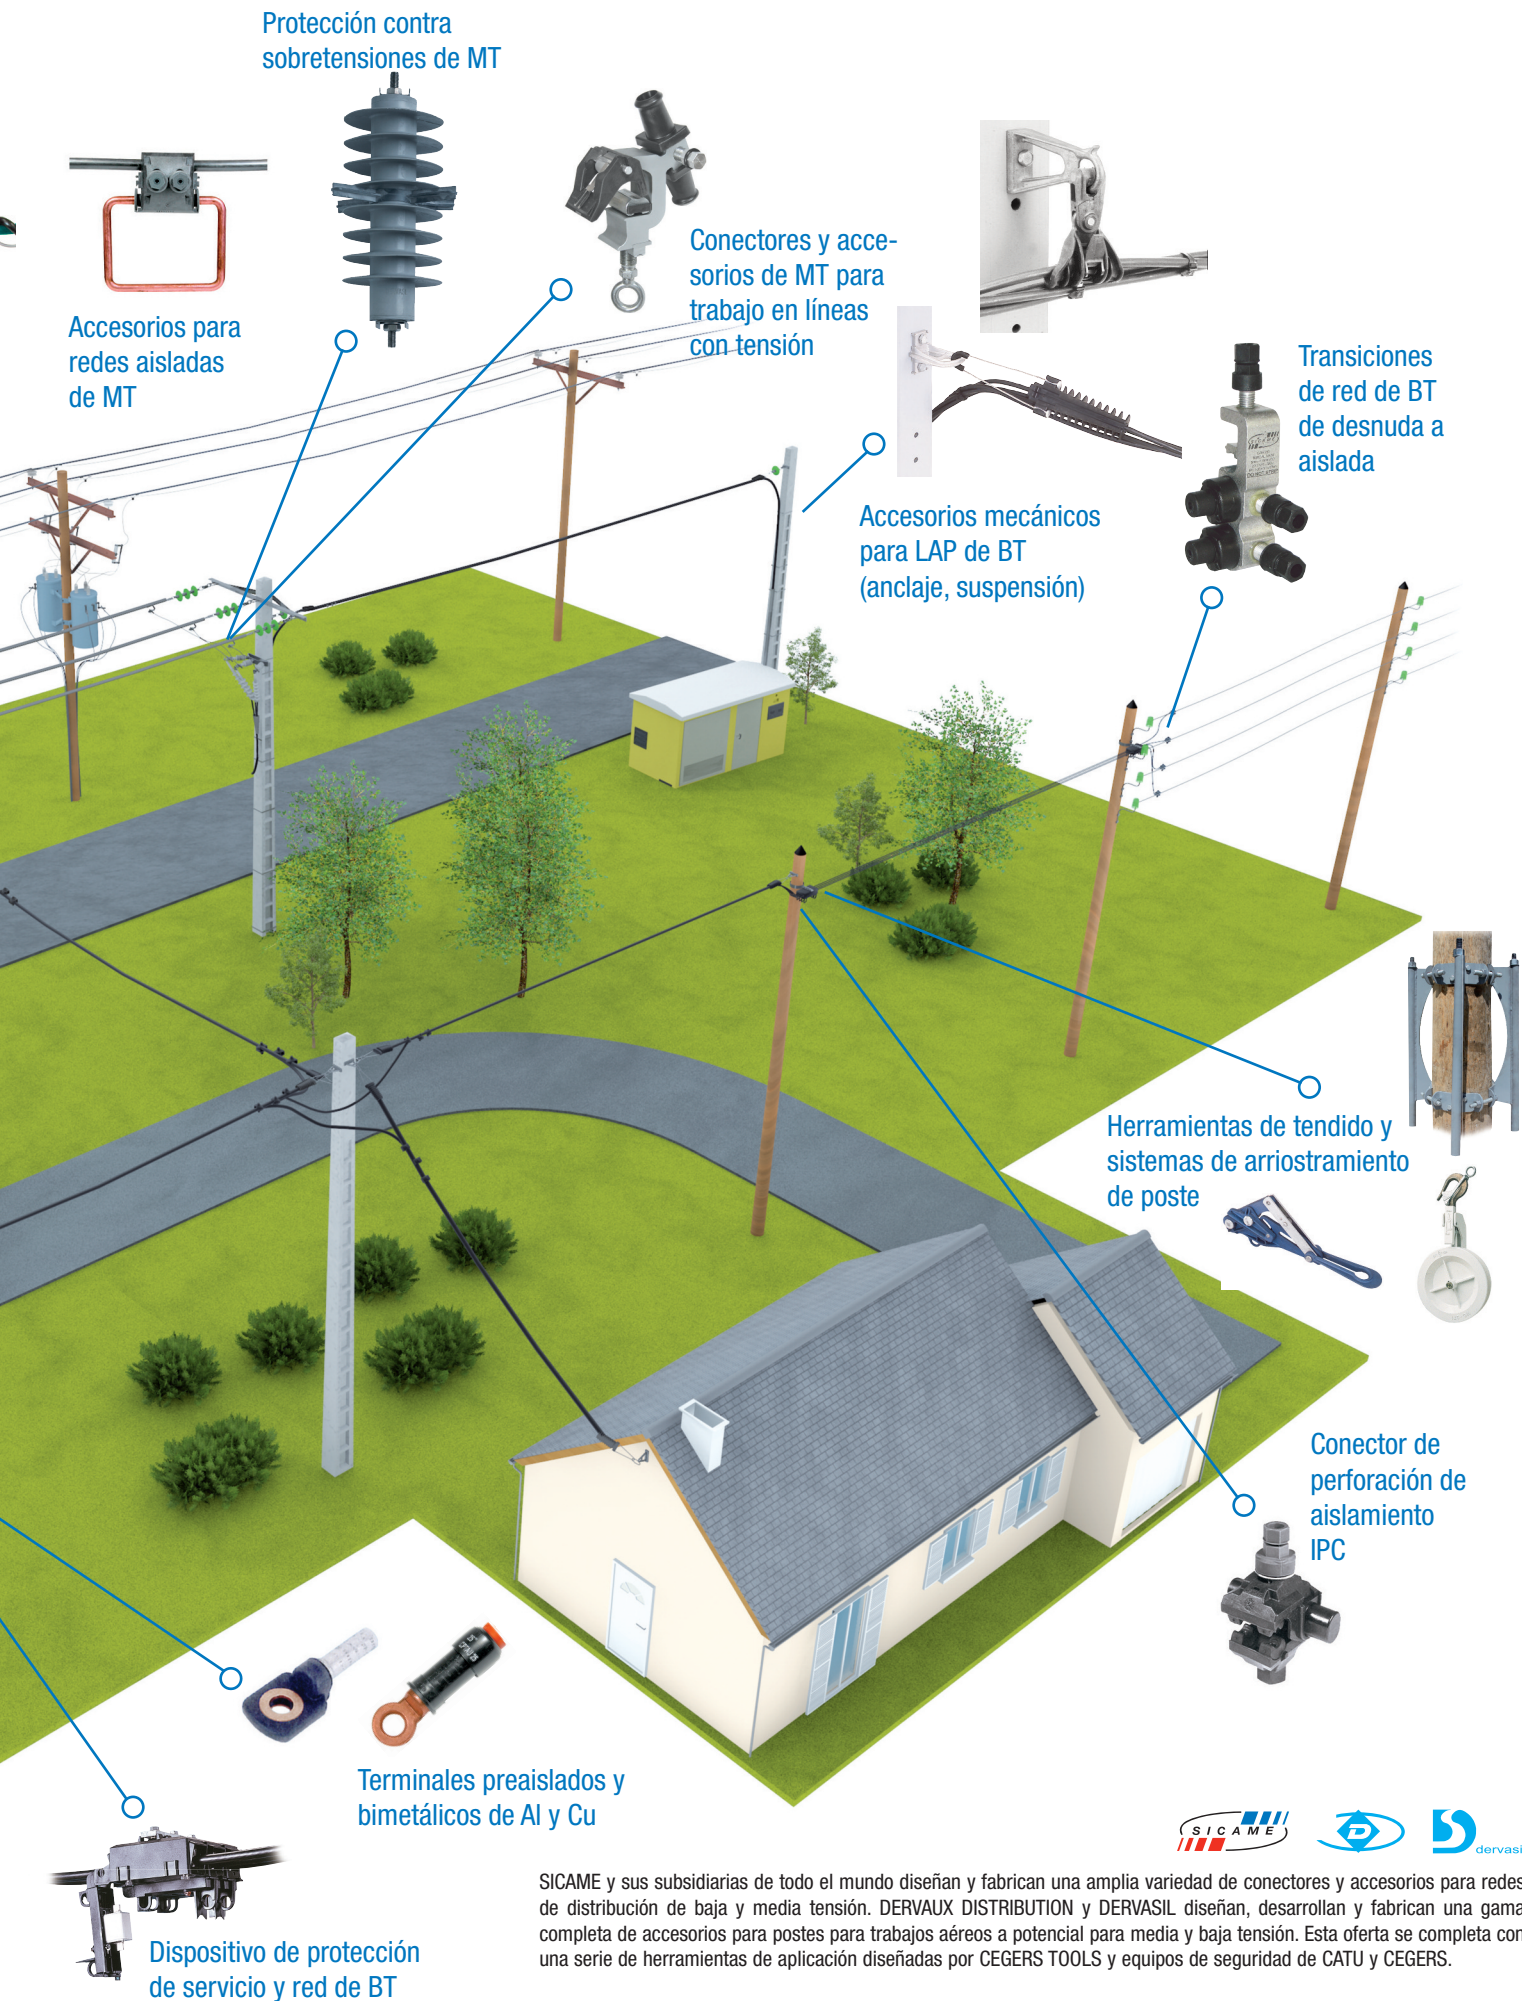 Protección contra
sobretensiones de MT
Accesorios para
redes aisladas
de MT
Conectores y acce-
sorios de MT para
trabajo en líneas
con tensión
Transiciones
de red de BT
de desnuda a
aislada
SICAME
Accesorios mecánicos
para LAP de BT
(anclaje, suspensión)
Herramientas de tendido y
sistemas de arriostramiento
de poste
Conector de
perforación de
aislamiento
IPC
Terminales preaislados y
bimetálicos de Al y Cu
Dispositivo de protección
de servicio y red de BT
SICAME
D
dervasil
SICAME y sus subsidiarias de todo el mundo diseñan y fabrican una amplia variedad de conectores y accesorios para redes
de distribución de baja y media tensión. DERVAUX DISTRIBUTION y DERVASIL diseñan, desarrollan y fabrican una gama
completa de accesorios para postes para trabajos aéreos a potencial para media y baja tensión. Esta oferta se completa con
una serie de herramientas de aplicación diseñadas por CEGERS TOOLS y equipos de seguridad de CATU y CEGERS.